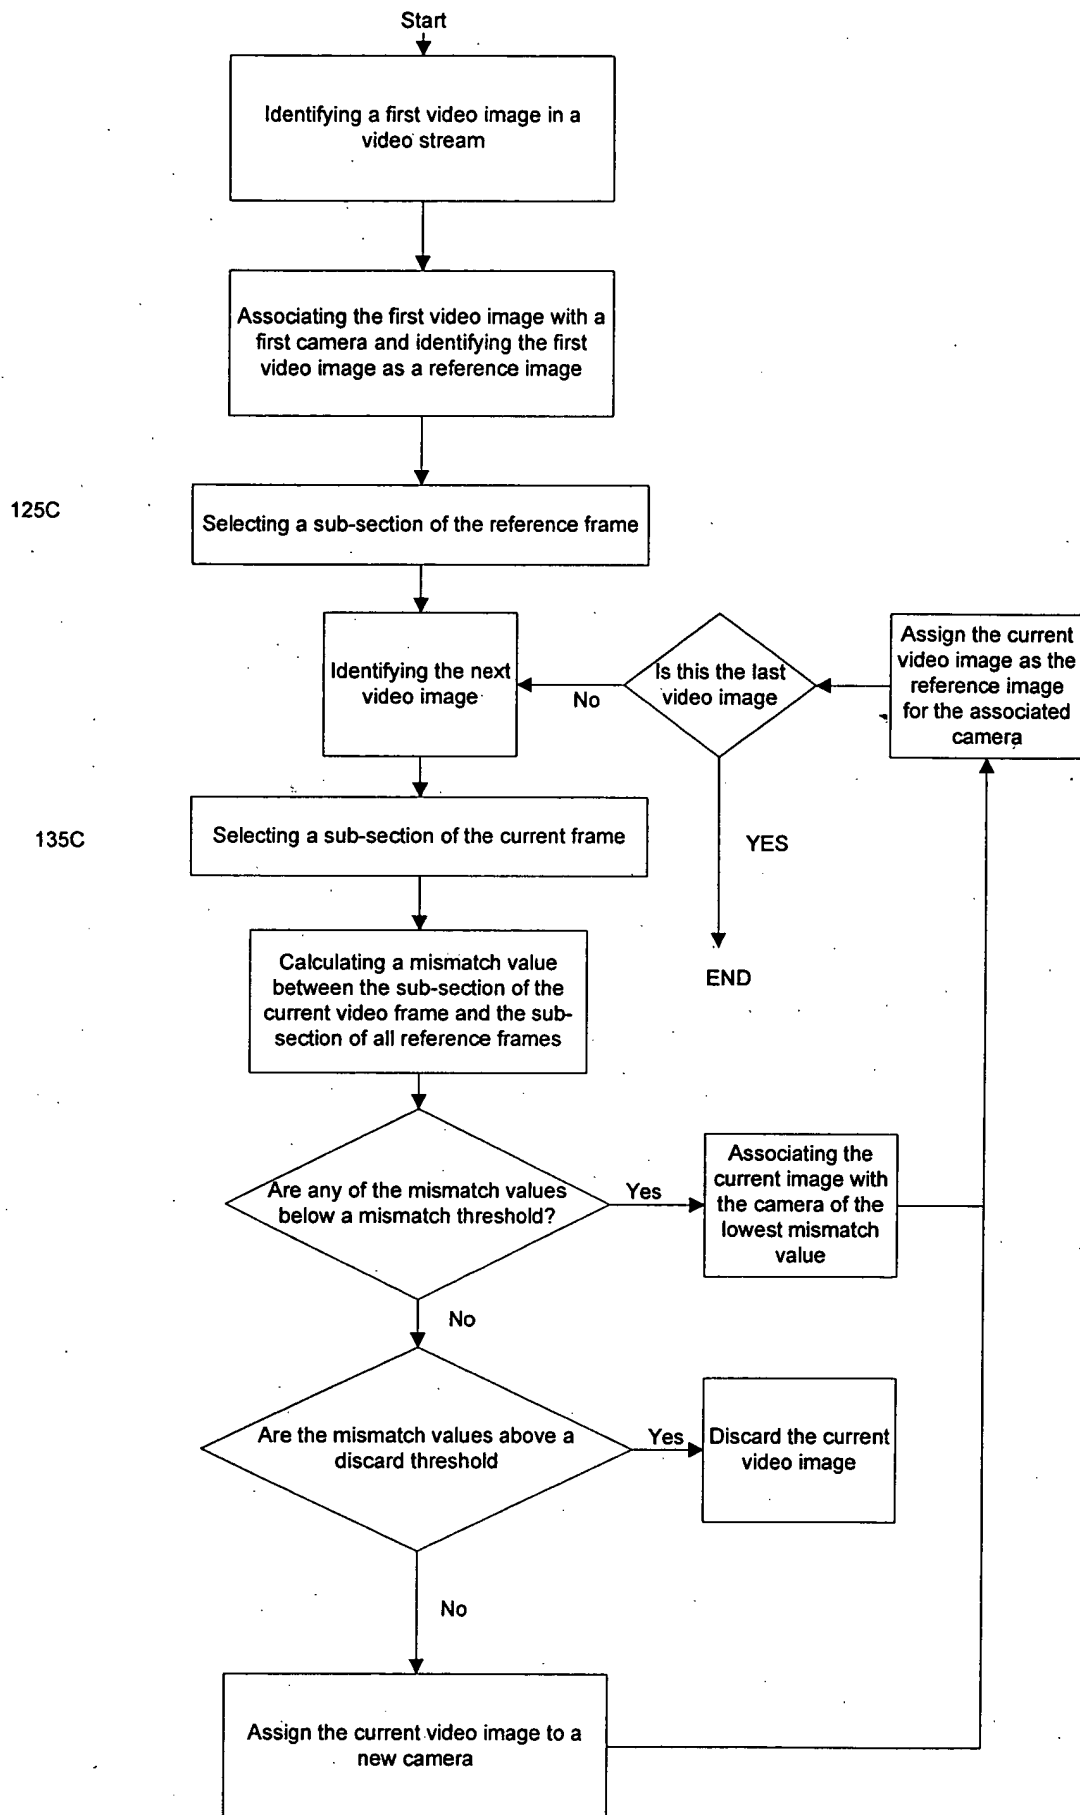 Start
Identifying a first video image in a
video stream
Associating the first video image with a
first camera and identifying the first
video image as a reference image
125C
Selecting a sub-section of the reference frame
Identifying the next
video image
No
Is this the last
video image
Assign the current
video image as the
reference image
for the associated
camera
135C
Selecting a sub-section of the current frame
YES
END
Calculating a mismatch value
between the sub-section of the
current video frame and the sub-
section of all reference frames
Are any of the mismatch values
below a mismatch threshold?
Yes
Associating the
current image with
the camera of the
lowest mismatch
value
No
Are the mismatch values above a
discard threshold
Yes
Discard the current
video image
No
Assign the current video image to a
new camera